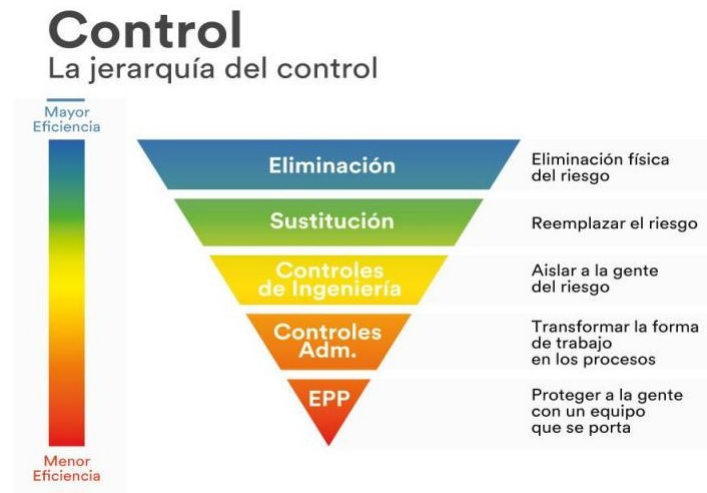 Control
La jerarquía del control
Mayor
Eficiencia
Eliminación
Eliminación física
del riesgo
Sustitución
Reemplazar el riesgo
Controles
de Ingeniería
Aislar a la gente
del riesgo
Controles
Adm.
Transformar la forma
de trabajo
en los procesos
EPP
Proteger a la gente
con un equipo
que se porta
Menor
Eficiencia